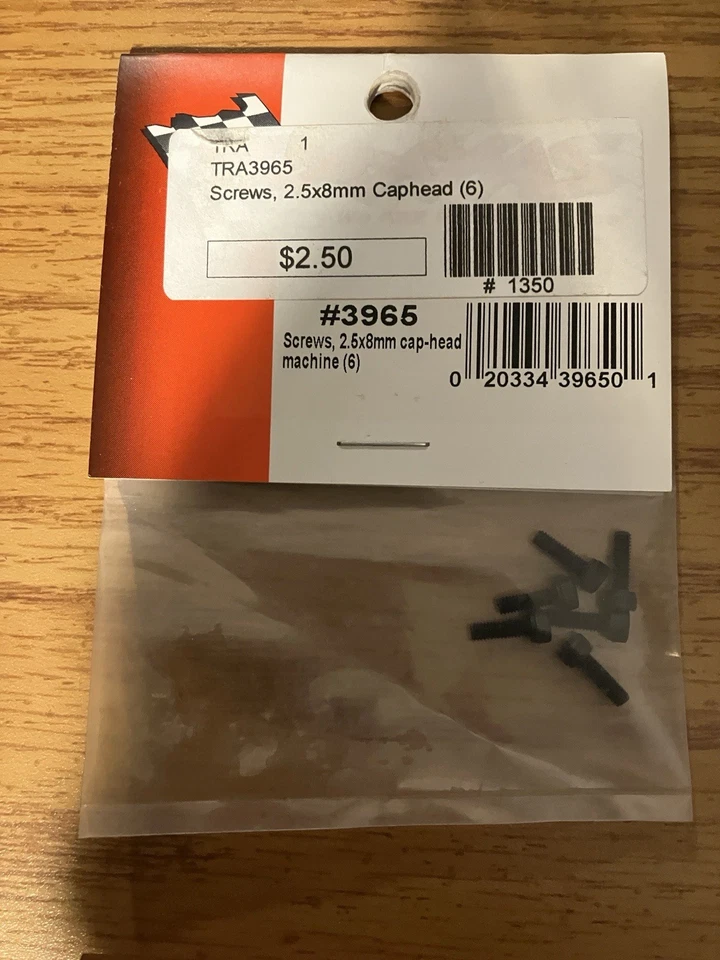 TRA 1
TRA3965
Screws, 2.5x8mm Caphead (6)
$2.50
# 1350
#3965
Screws, 2.5x8mm cap-head
machine (6)
0 20334 39650 1